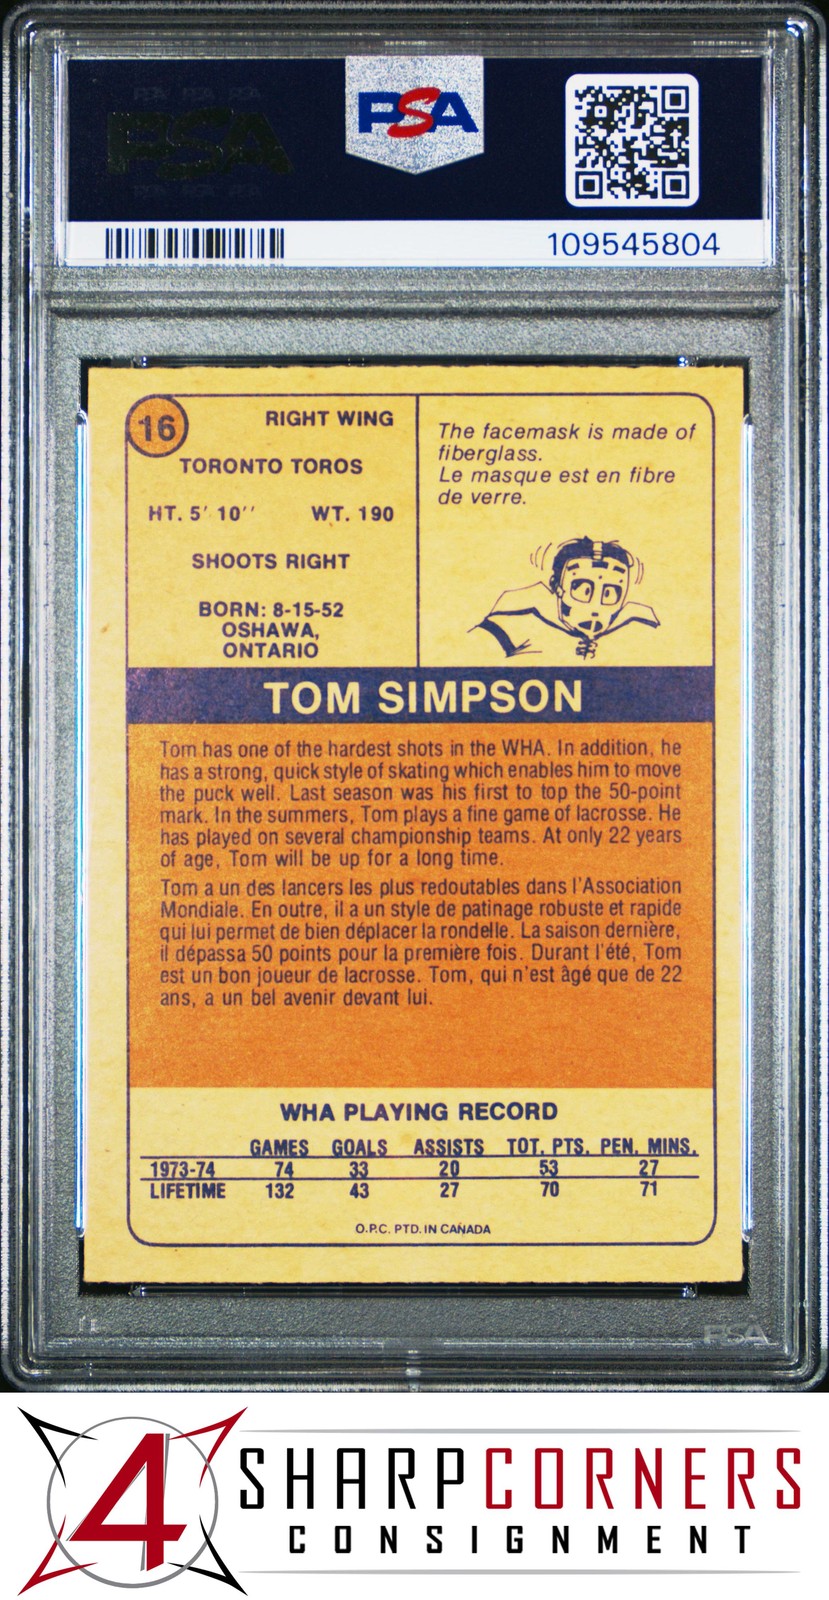 PSA
PSA
109545804
16
RIGHT WING
TORONTO TOROS
HT. 5' 10'' WT. 190
SHOOTS RIGHT
BORN: 8-15-52
OSHAWA,
ONTARIO
The facemask is made of
fiberglass.
Le masque est en fibre
de verre.
TOM SIMPSON
Tom has one of the hardest shots in the WHA. In addition, he
has a strong, quick style of skating which enables him to move
the puck well. Last season was his first to top the 50-point
mark. In the summers, Tom plays a fine game of lacrosse. He
has played on several championship teams. At only 22 years
of age, Tom will be up for a long time.
Tom a un des lancers les plus redoutables dans l'Association
Mondiale. En outre, il a un style de patinage robuste et rapide
qui lui permet de bien déplacer la rondelle. La saison dernière,
il dépassa 50 points pour la première fois. Durant l'été, Tom
est un bon joueur de lacrosse. Tom, qui n'est âgé que de 22
ans, a un bel avenir devant lui.
WHA PLAYING RECORD
GAMES GOALS ASSISTS TOT. PTS. PEN. MINS.
1973-74 74 33 20 53 27
LIFETIME 132 43 27 70 71
O.P.C. PTD. IN CANADA
PSA
4 SHARPCORNERS
CONSIGNMENT